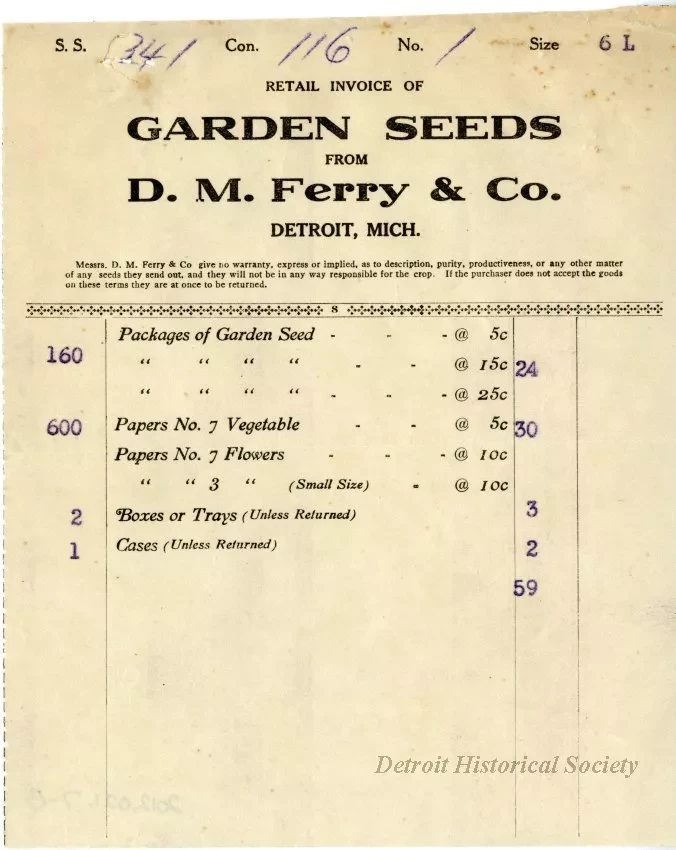 S. S. 341 Con. 116 No. 1 Size 6 L
RETAIL INVOICE OF
GARDEN SEEDS
FROM
D. M. Ferry & Co.
DETROIT, MICH.
Messrs. D. M. Ferry & Co give no warranty, express or implied, as to description, purity, productiveness, or any other matter
of any seeds they send out, and they will not be in any way responsible for the crop. If the purchaser does not accept the goods
on these terms they are at once to be returned.
8
Packages of Garden Seed - - - @ 5c
160 " " " " - - @ 15c 24
" " " " - - - @ 25c
600 Papers No. 7 Vegetable - - @ 5c 30
Papers No. 7 Flowers - - - @ 10c
" " 3 " (Small Size) - @ 10c
2 Boxes or Trays (Unless Returned) 3
1 Cases (Unless Returned) 2
59
Detroit Historical Society